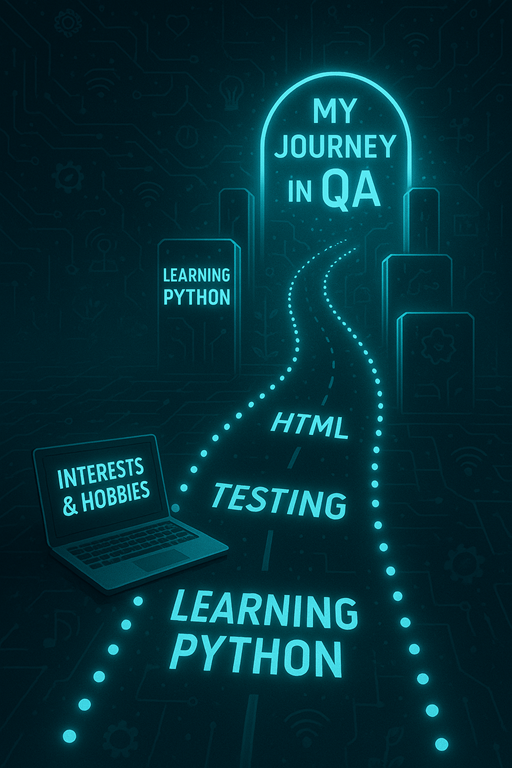 MY
JOURNEY
IN QA
LEARNING
PYTHON
HTML
INTERESTS
& HOBBIES
TESTING
LEARNING
PYTHON